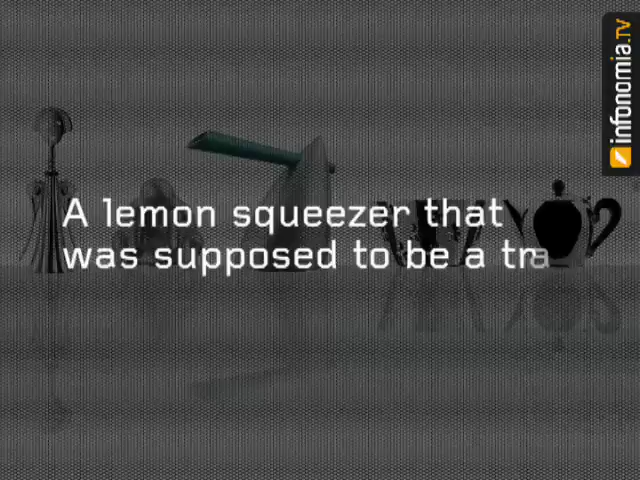 A lemon squeezer that
was supposed to be a tra
infonomia.TV